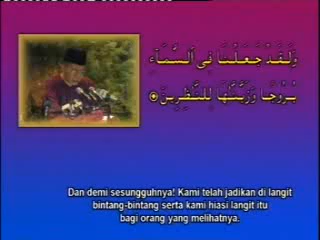 وَلَقَدْ جَعَلْنَا فِى ٱلسَّمَآءِ
بُرُوجًا وَزَيَّنَّٰهَا لِلنَّٰظِرِينَ
Dan demi sesungguhnya! Kami telah jadikan di langit
bintang-bintang serta kami hiasi langit itu
bagi orang yang melihatnya.